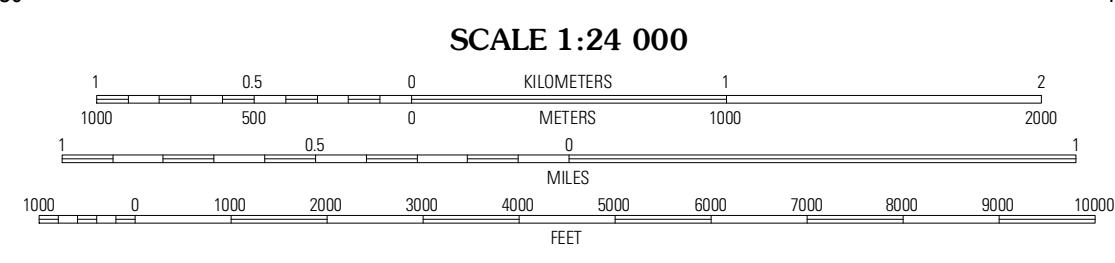 SCALE 1:24 000
1 0.5 0 KILOMETERS 1 2
1000 500 0 METERS 1000 2000
1 0.5 0 1
MILES
1000 0 1000 2000 3000 4000 5000 6000 7000 8000 9000 10000
FEET